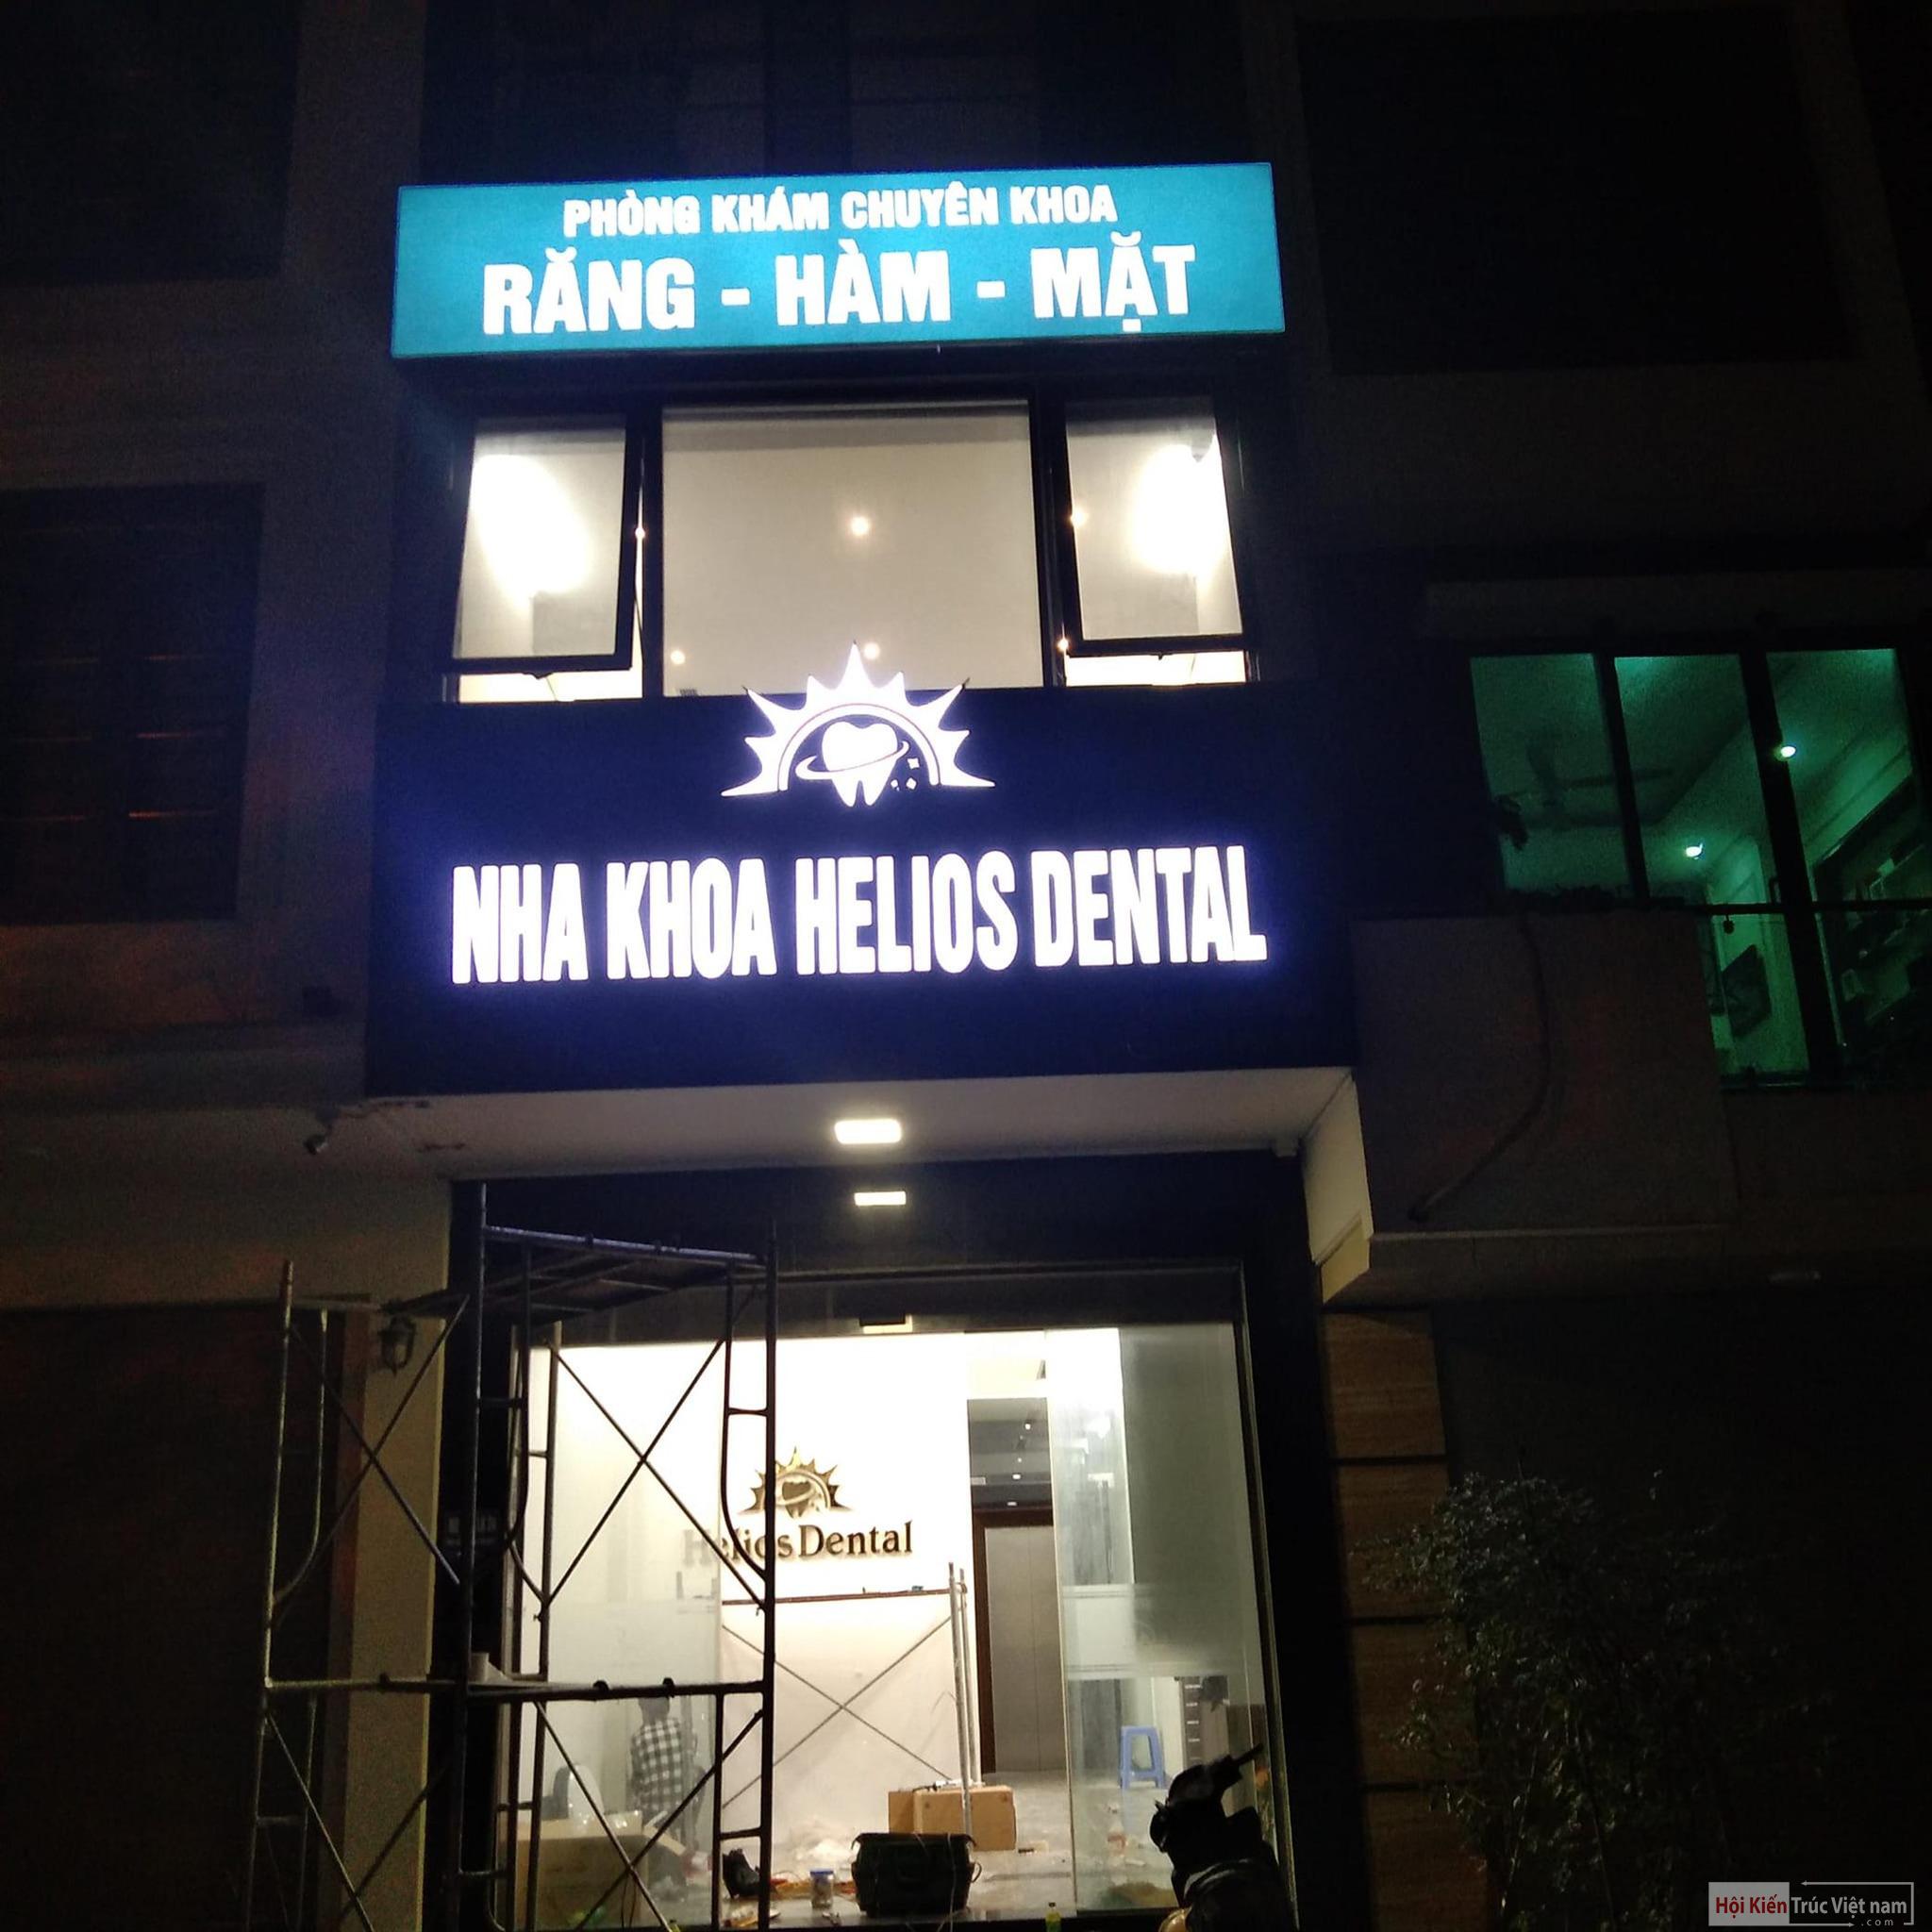 PHÒNG KHÁM CHUYÊN KHOA
RĂNG - HÀM - MẶT
NHA KHOA HELIOS DENTAL
Helios Dental
Hội Kiến Trúc Việt nam
.com